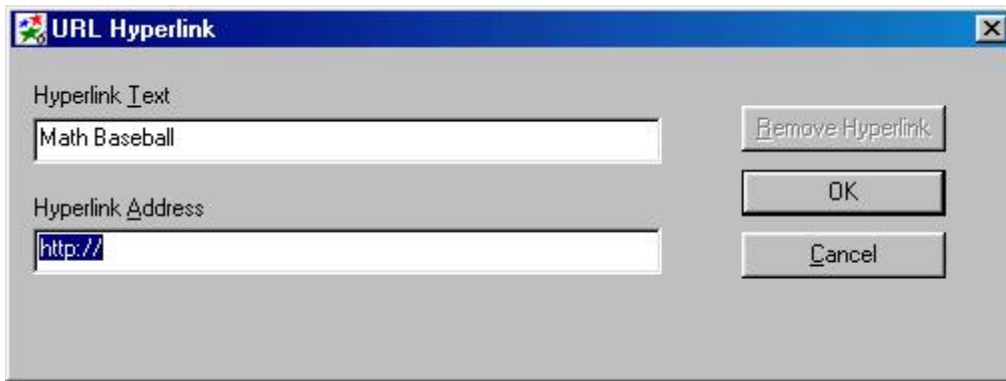 URL Hyperlink
Hyperlink Text
Math Baseball
Remove Hyperlink
OK
Hyperlink Address
http://
Cancel